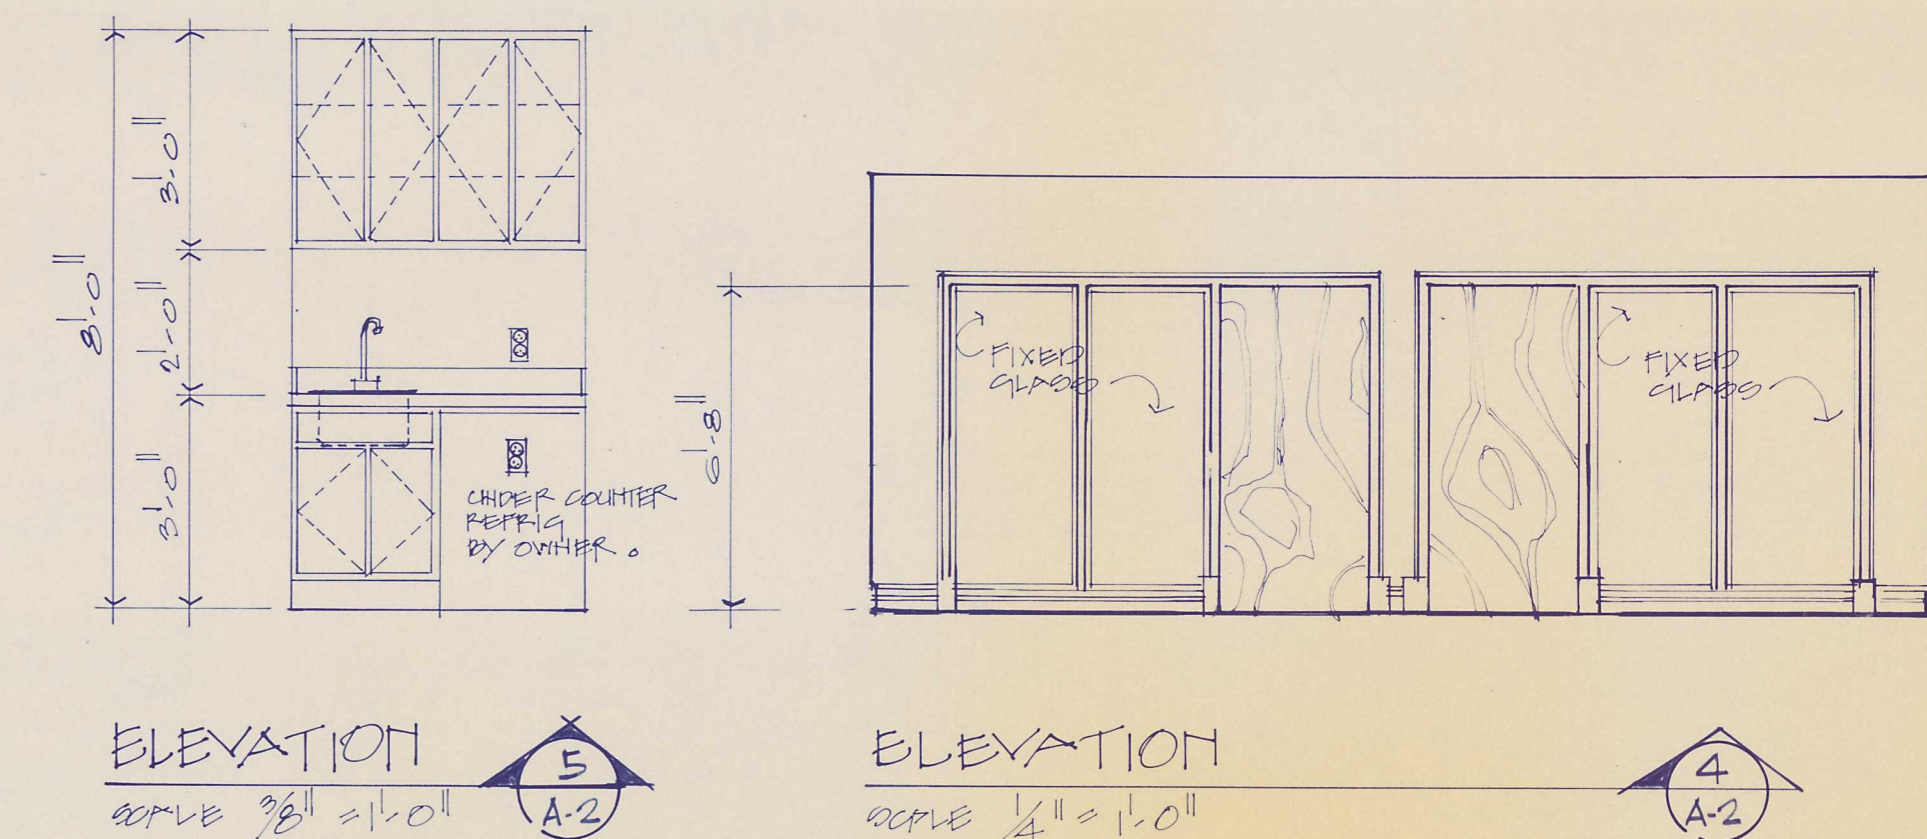 8'-0"
3'-0"
2'-0"
3'-0"
UNDER COUNTER
REFRIG
BY OWNER.
ELEVATION
5
A-2
SCALE 3/8" = 1'-0"
6'-8"
FIXED
GLASS
FIXED
GLASS
ELEVATION
4
A-2
SCALE 1/4" = 1'-0"